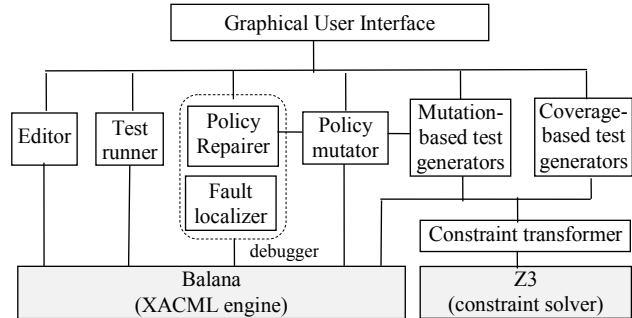 Graphical User Interface
Editor
Test
runner
Policy
Repairer
Fault
localizer
debugger
Policy
mutator
Mutation-
based test
generators
Coverage-
based test
generators
Constraint transformer
Balana
(XACML engine)
Z3
(constraint solver)